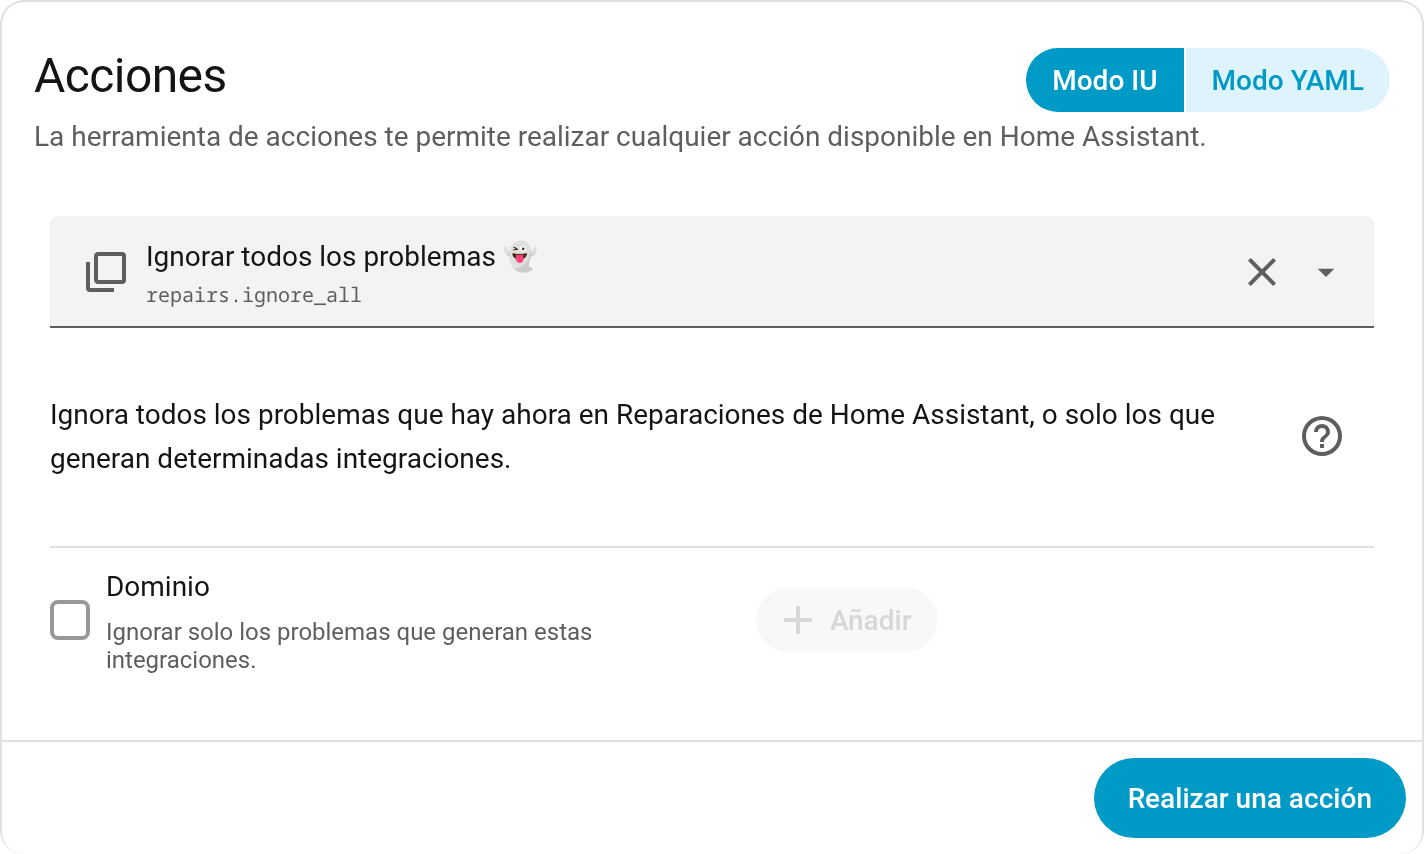 Acciones
Modo IU
Modo YAML
La herramienta de acciones te permite realizar cualquier acción disponible en Home Assistant.
Ignorar todos los problemas 👻
repairs.ignore_all
Ignora todos los problemas que hay ahora en Reparaciones de Home Assistant, o solo los que
generan determinadas integraciones.
Dominio
Ignorar solo los problemas que generan estas
integraciones.
Añadir
Realizar una acción